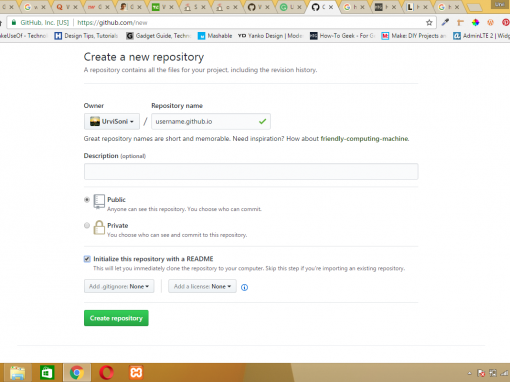 GitHub, Inc. [US] https://github.com/new
Design Tips, Tutorials Gadget Guide, Tech Mashable Yanko Design | Mo How-To Geek - For G Make: DIY Projects an AdminLTE 2 | Widg
Create a new repository
A repository contains all the files for your project, including the revision history.
Owner Repository name
UrviSoni / username.github.io
Great repository names are short and memorable. Need inspiration? How about friendly-computing-machine.
Description (optional)
Public
Anyone can see this repository. You choose who can commit.
Private
You choose who can see and commit to this repository.
Initialize this repository with a README
This will let you immediately clone the repository to your computer. Skip this step if you're importing an existing repository.
Add .gitignore: None Add a license: None
Create repository